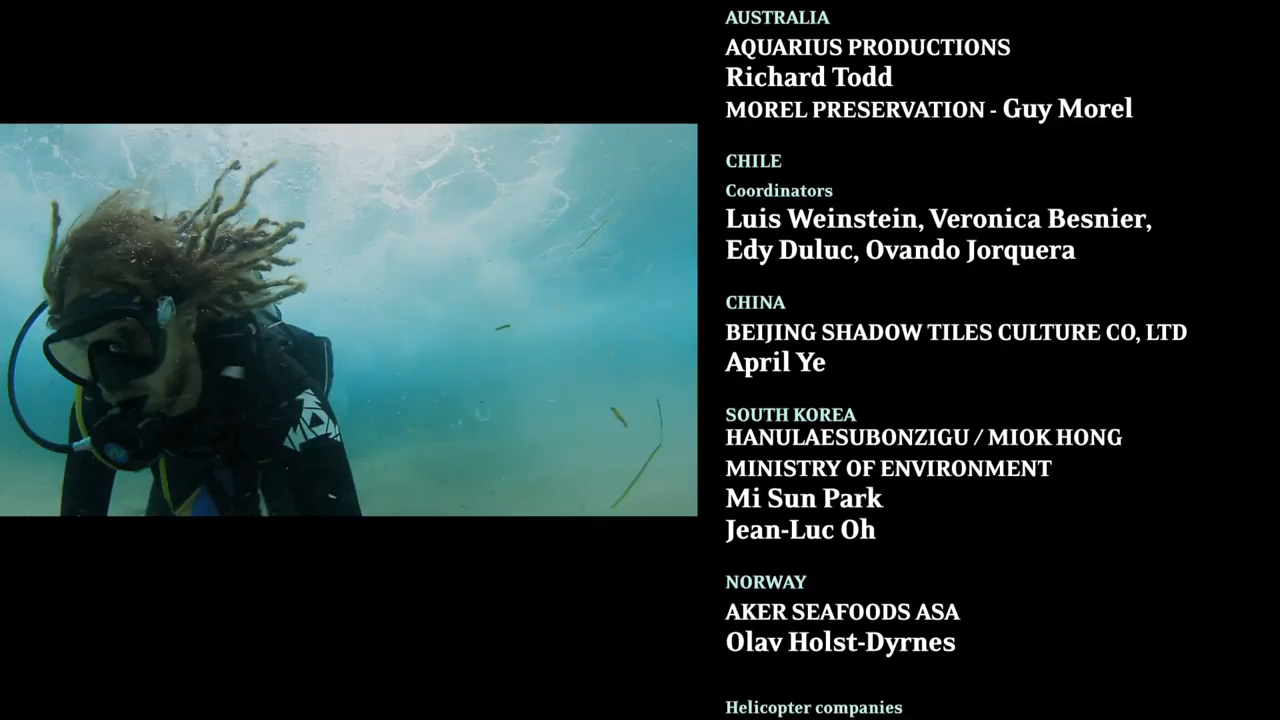 AUSTRALIA
AQUARIUS PRODUCTIONS
Richard Todd
MOREL PRESERVATION - Guy Morel
CHILE
Coordinators
Luis Weinstein, Veronica Besnier,
Edy Duluc, Ovando Jorquera
CHINA
BEIJING SHADOW TILES CULTURE CO, LTD
April Ye
SOUTH KOREA
HANULAESUBONZIGU / MIOK HONG
MINISTRY OF ENVIRONMENT
Mi Sun Park
Jean-Luc Oh
NORWAY
AKER SEAFOODS ASA
Olav Holst-Dyrnes
Helicopter companies